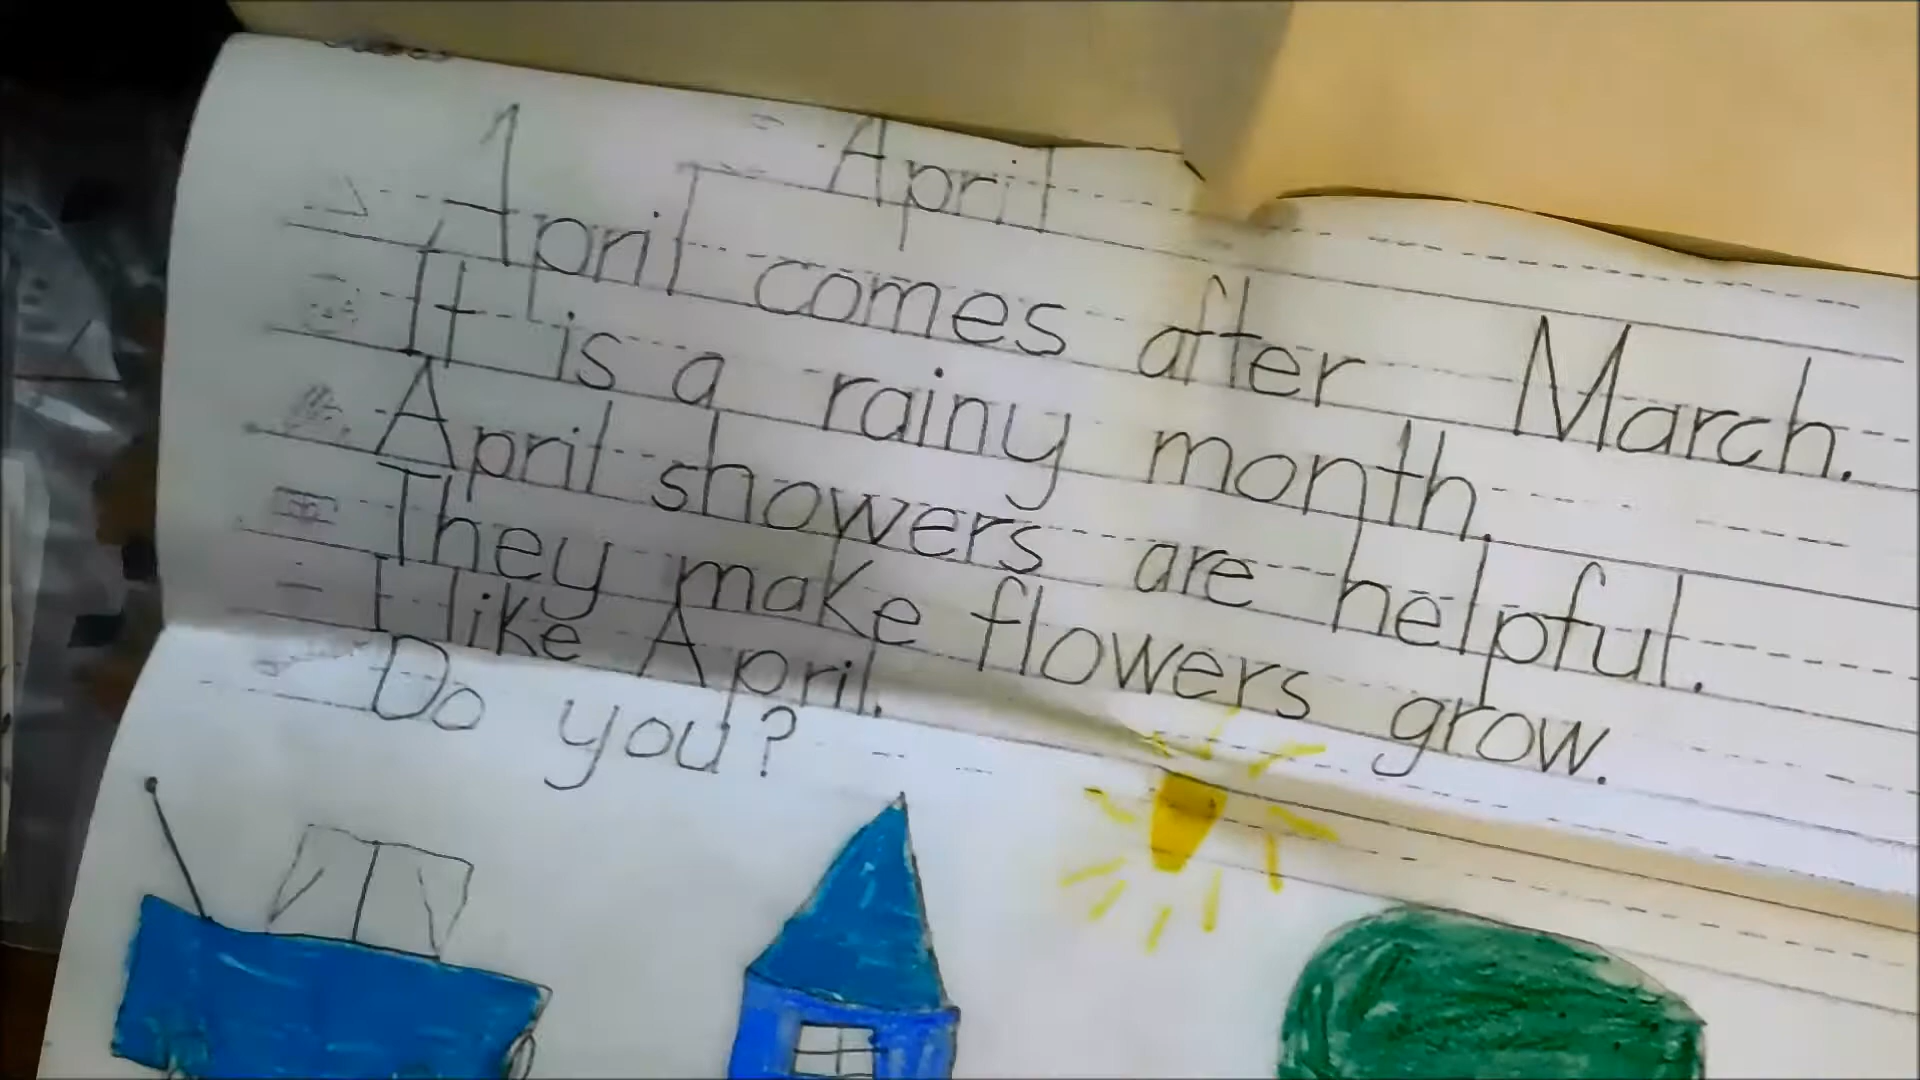 April
April comes after March.
It is a rainy month.
April showers are helpful.
They make flowers grow.
I like April.
Do you?